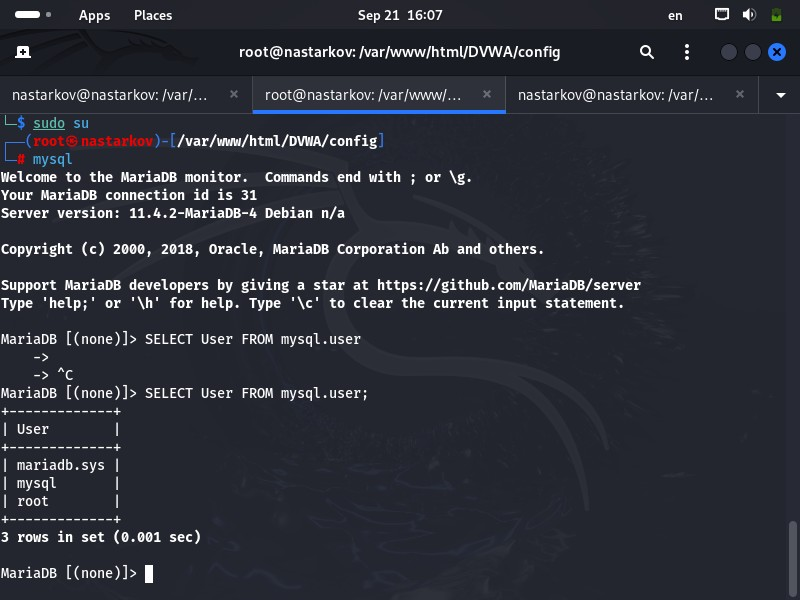 Apps Places Sep 21 16:07 en
root@nastarkov: /var/www/html/DVWA/config
nastarkov@nastarkov: /var/... × root@nastarkov: /var/www/... × nastarkov@nastarkov: /var/... ×
└─$ sudo su
┌──(root㉿nastarkov)-[/var/www/html/DVWA/config]
└─# mysql
Welcome to the MariaDB monitor.  Commands end with ; or \g.
Your MariaDB connection id is 31
Server version: 11.4.2-MariaDB-4 Debian n/a
Copyright (c) 2000, 2018, Oracle, MariaDB Corporation Ab and others.
Support MariaDB developers by giving a star at https://github.com/MariaDB/server
Type 'help;' or '\h' for help. Type '\c' to clear the current input statement.
MariaDB [(none)]> SELECT User FROM mysql.user
    ->
    -> ^C
MariaDB [(none)]> SELECT User FROM mysql.user;
+-------------+
| User        |
+-------------+
| mariadb.sys |
| mysql       |
| root        |
+-------------+
3 rows in set (0.001 sec)
MariaDB [(none)]>